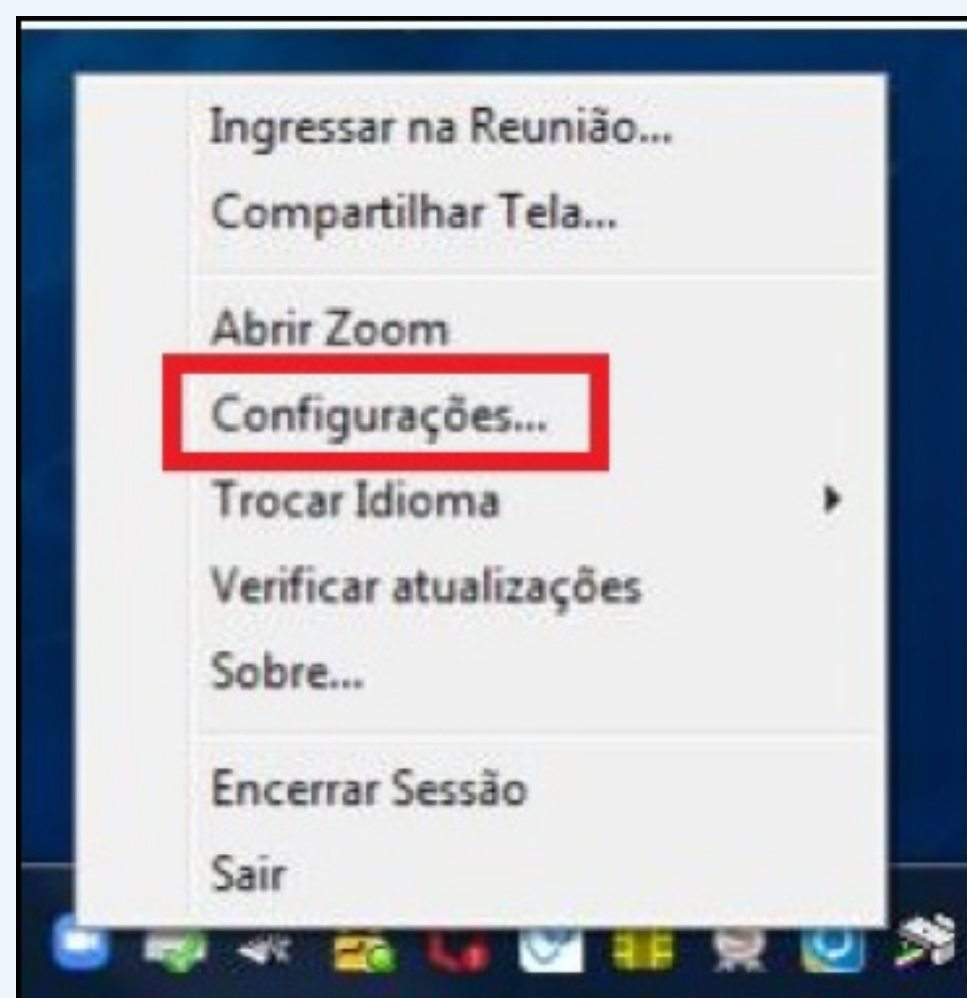 Ingressar na Reunião...
Compartilhar Tela...
Abrir Zoom
Configurações...
Trocar Idioma
Verificar atualizações
Sobre...
Encerrar Sessão
Sair